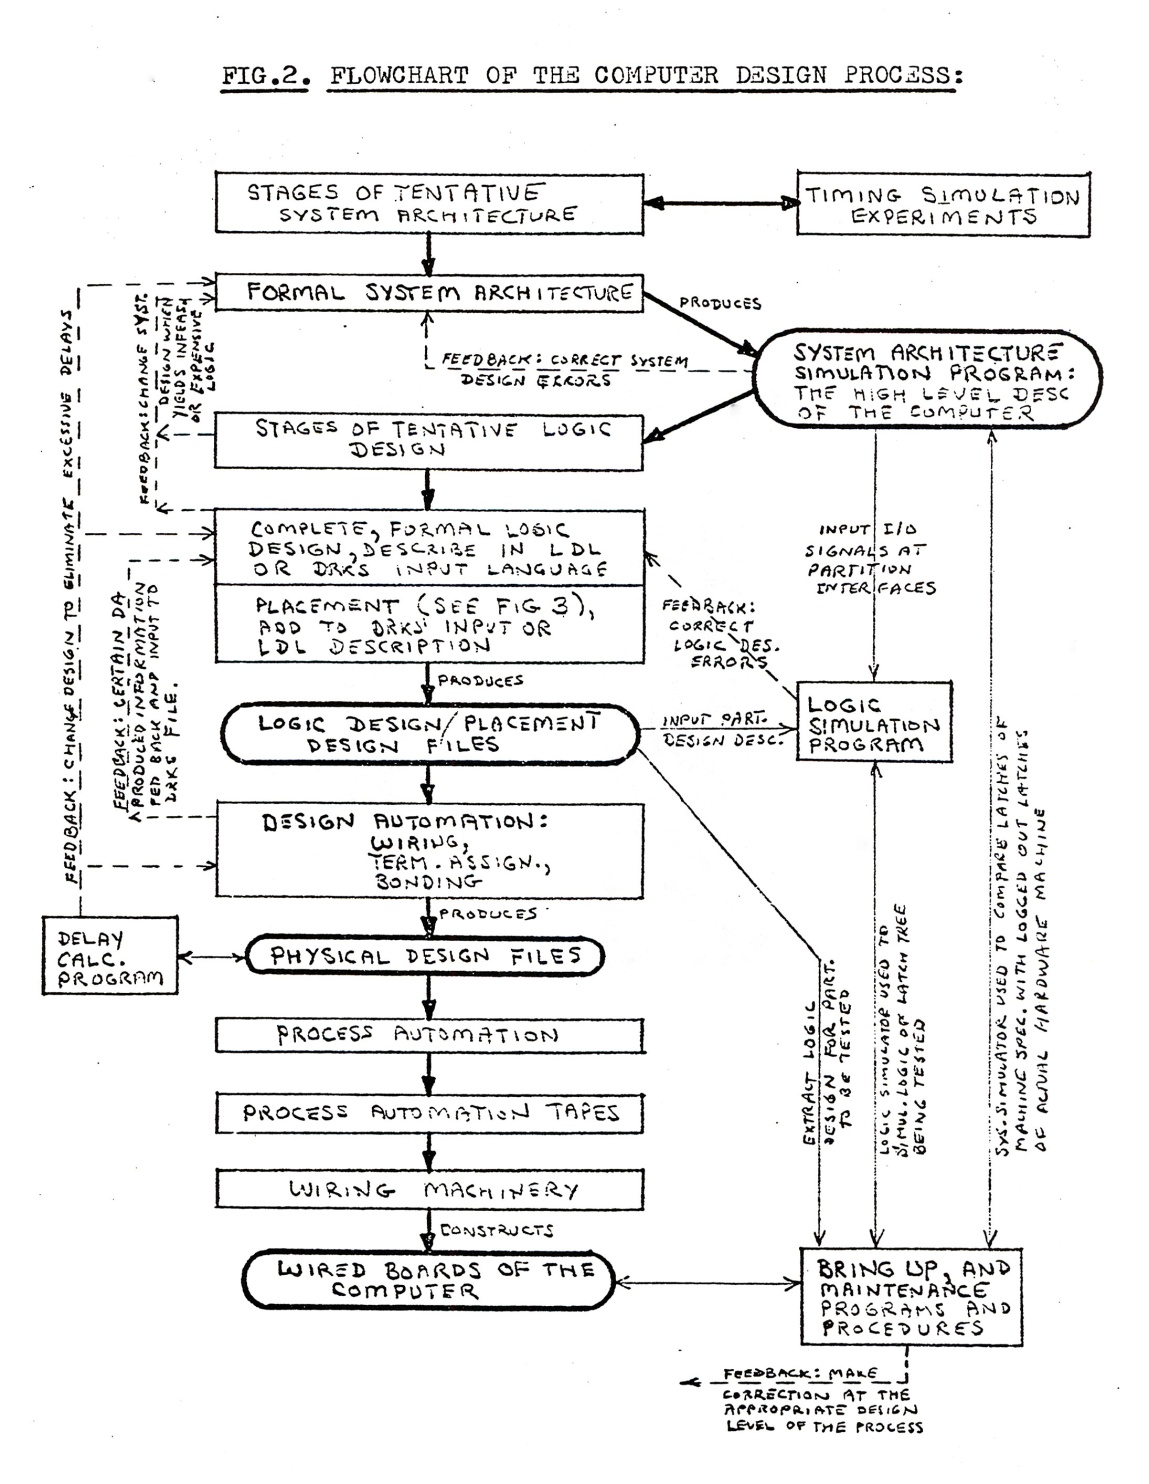 FIG.2. FLOWCHART OF THE COMPUTER DESIGN PROCESS:
STAGES OF TENTATIVE
SYSTEM ARCHITECTURE
TIMING SIMULATION
EXPERIMENTS
FORMAL SYSTEM ARCHITECTURE
PRODUCES
SYSTEM ARCHITECTURE
SIMULATION PROGRAM:
THE HIGH LEVEL DESC
OF THE COMPUTER
FEEDBACK: CORRECT SYSTEM
DESIGN ERRORS
FEEDBACK: CHANGE SYST.
DESIGN WHEN
YIELDS INFEAS,
OR EXPENSIVE
LOGIC
STAGES OF TENTATIVE LOGIC
DESIGN
COMPLETE, FORMAL LOGIC
DESIGN, DESCRIBE IN LDL
OR DRKS INPUT LANGUAGE
PLACEMENT (SEE FIG 3),
ADD TO DRKS' INPUT OR
LDL DESCRIPTION
INPUT I/O
SIGNALS AT
PARTITION
INTERFACES
FEEDBACK:
CORRECT
LOGIC DES.
ERRORS
PRODUCES
LOGIC DESIGN/PLACEMENT
DESIGN FILES
INPUT PART.
DESIGN DESC.
LOGIC
SIMULATION
PROGRAM
FEEDBACK: CERTAIN DA
PRODUCED INFORMATION
FED BACK AND INPUT TO
DRKS FILE.
FEEDBACK: CHANGE DESIGN TO ELIMINATE EXCESSIVE DELAYS
DESIGN AUTOMATION:
WIRING,
TERM. ASSIGN.,
BONDING
PRODUCES
DELAY
CALC.
PROGRAM
PHYSICAL DESIGN FILES
PROCESS AUTOMATION
PROCESS AUTOMATION TAPES
WIRING MACHINERY
CONSTRUCTS
WIRED BOARDS OF THE
COMPUTER
EXTRACT LOGIC
DESIGN FOR PART.
TO BE TESTED
LOGIC SIMULATOR USED TO
SIMUL. LOGIC OF LATCH TREE
BEING TESTED
SYS. SIMULATOR USED TO COMPARE LATCHES OF
MACHINE SPEC. WITH LOGGED OUT LATCHES
OF ACTUAL HARDWARE MACHINE
BRING UP, AND
MAINTENANCE
PROGRAMS AND
PROCEDURES
FEEDBACK: MAKE
CORRECTION AT THE
APPROPRIATE DESIGN
LEVEL OF THE PROCESS